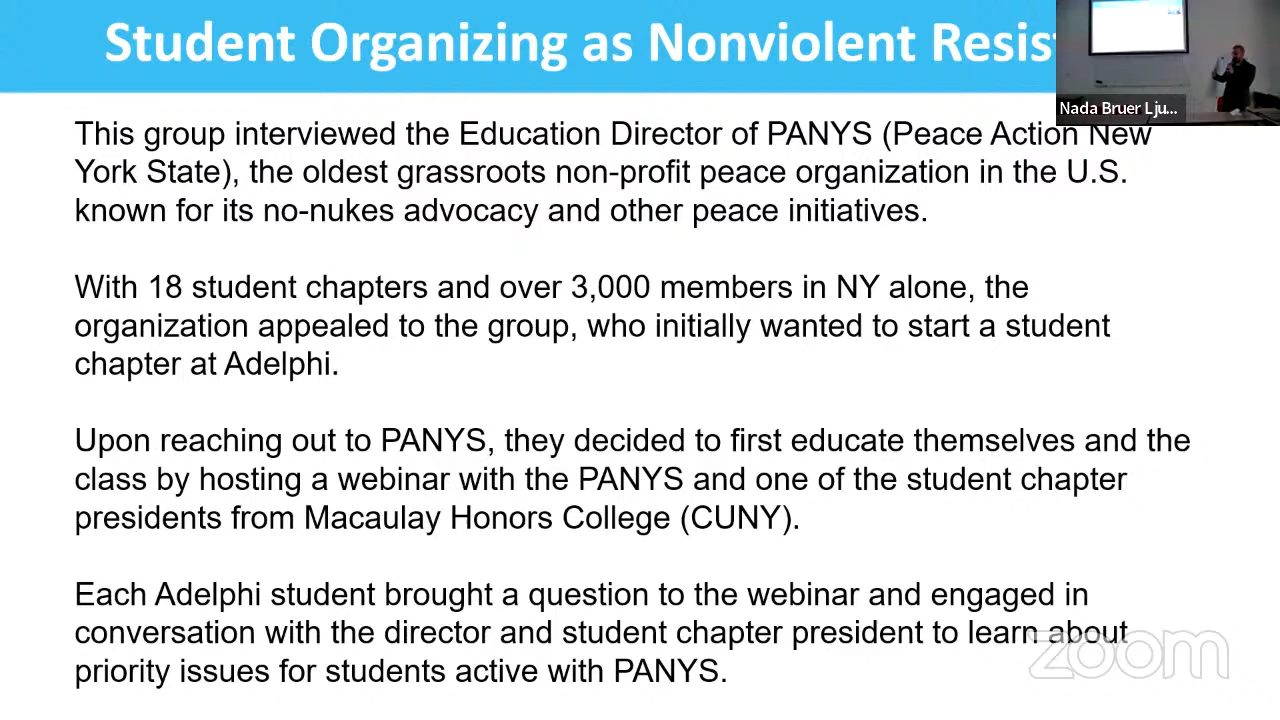 Student Organizing as Nonviolent Resis
Nada Bruer Lju...
This group interviewed the Education Director of PANYS (Peace Action New
York State), the oldest grassroots non-profit peace organization in the U.S.
known for its no-nukes advocacy and other peace initiatives.
With 18 student chapters and over 3,000 members in NY alone, the
organization appealed to the group, who initially wanted to start a student
chapter at Adelphi.
Upon reaching out to PANYS, they decided to first educate themselves and the
class by hosting a webinar with the PANYS and one of the student chapter
presidents from Macaulay Honors College (CUNY).
Each Adelphi student brought a question to the webinar and engaged in
conversation with the director and student chapter president to learn about
priority issues for students active with PANYS.
zoom